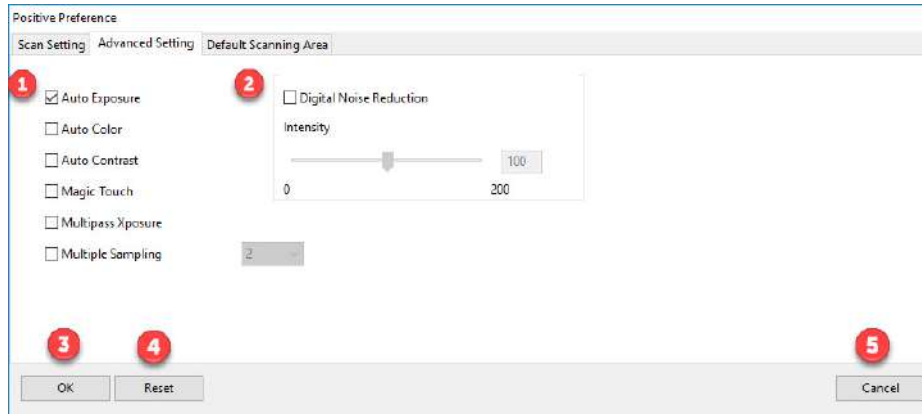 Positive Preference
Scan Setting Advanced Setting Default Scanning Area
1 Auto Exposure
Auto Color
Auto Contrast
Magic Touch
Multipass Xposure
Multiple Sampling 2
2 Digital Noise Reduction
Intensity
100
0 200
3 4 5
OK Reset Cancel